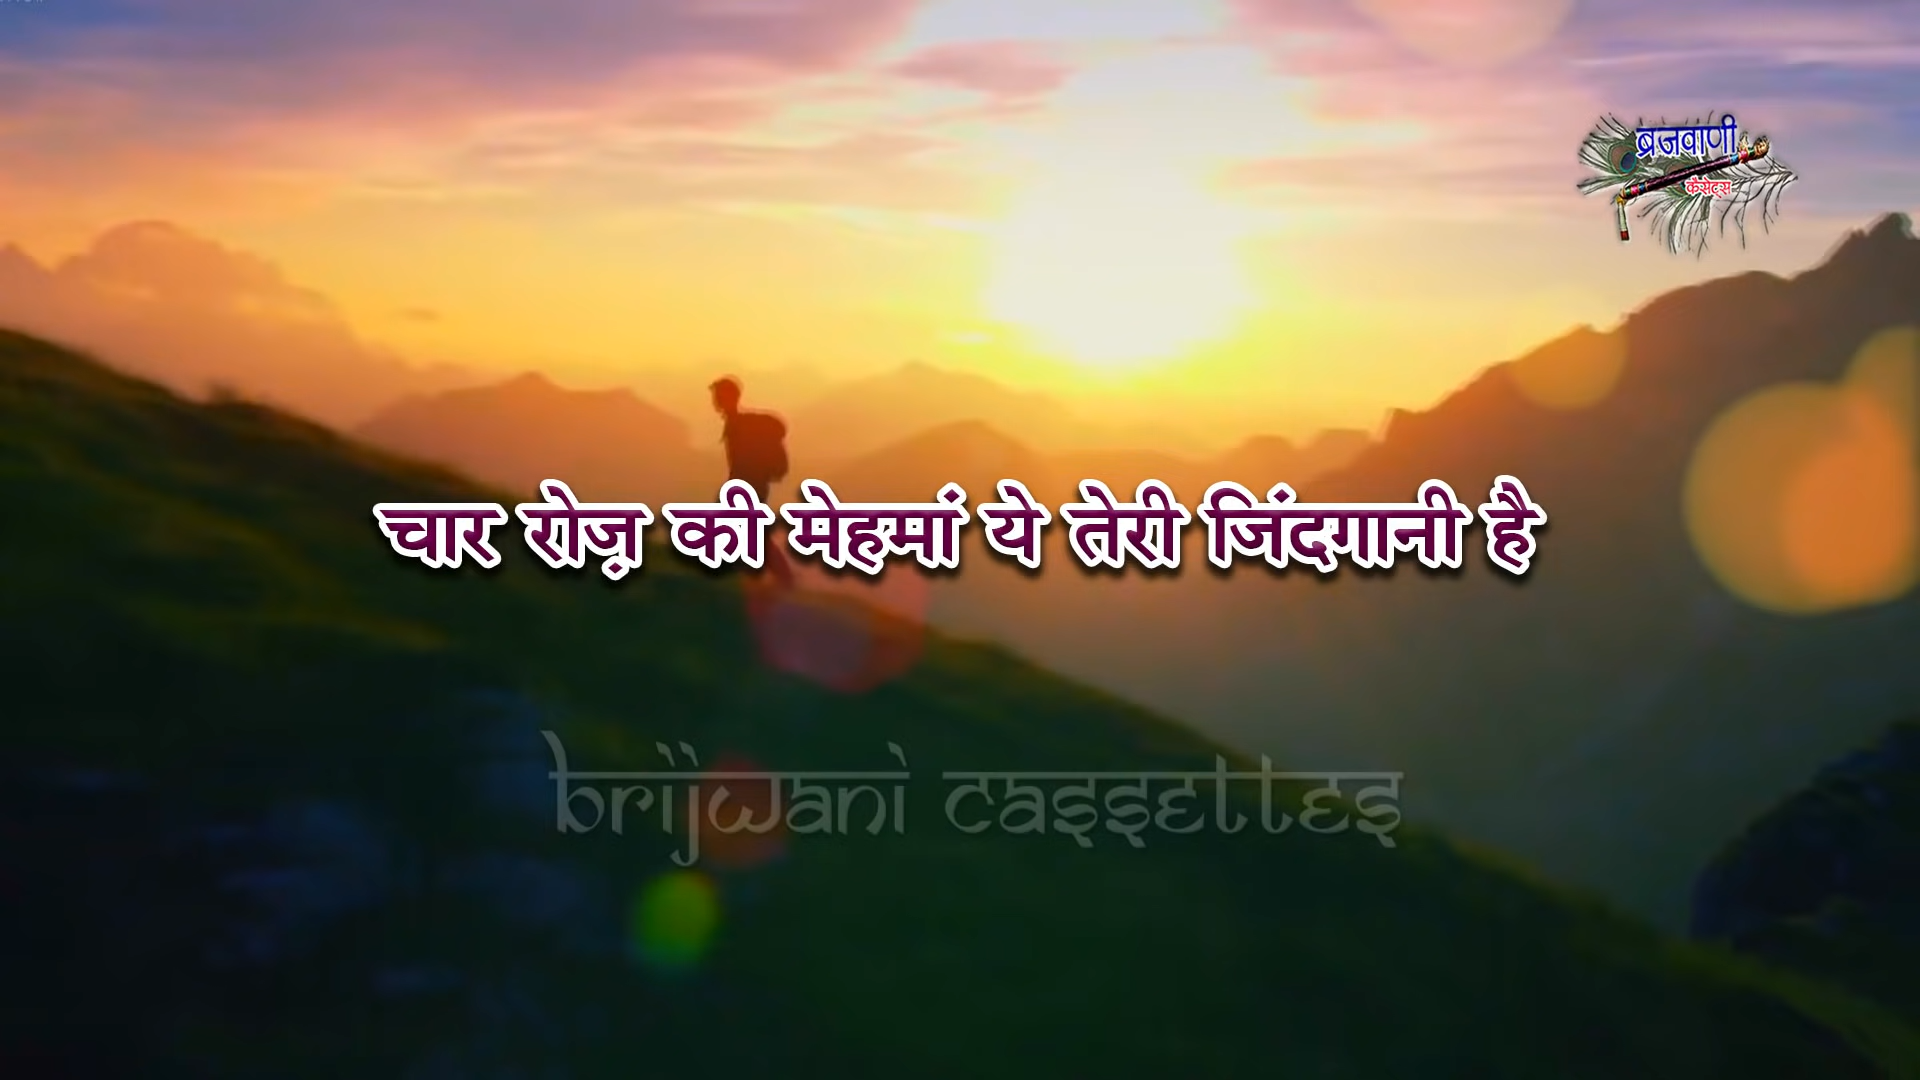 ब्रजवाणी
कैसेट्स
चार रोज़ की मेहमां ये तेरी जिंदगानी है
brijwani cassettes